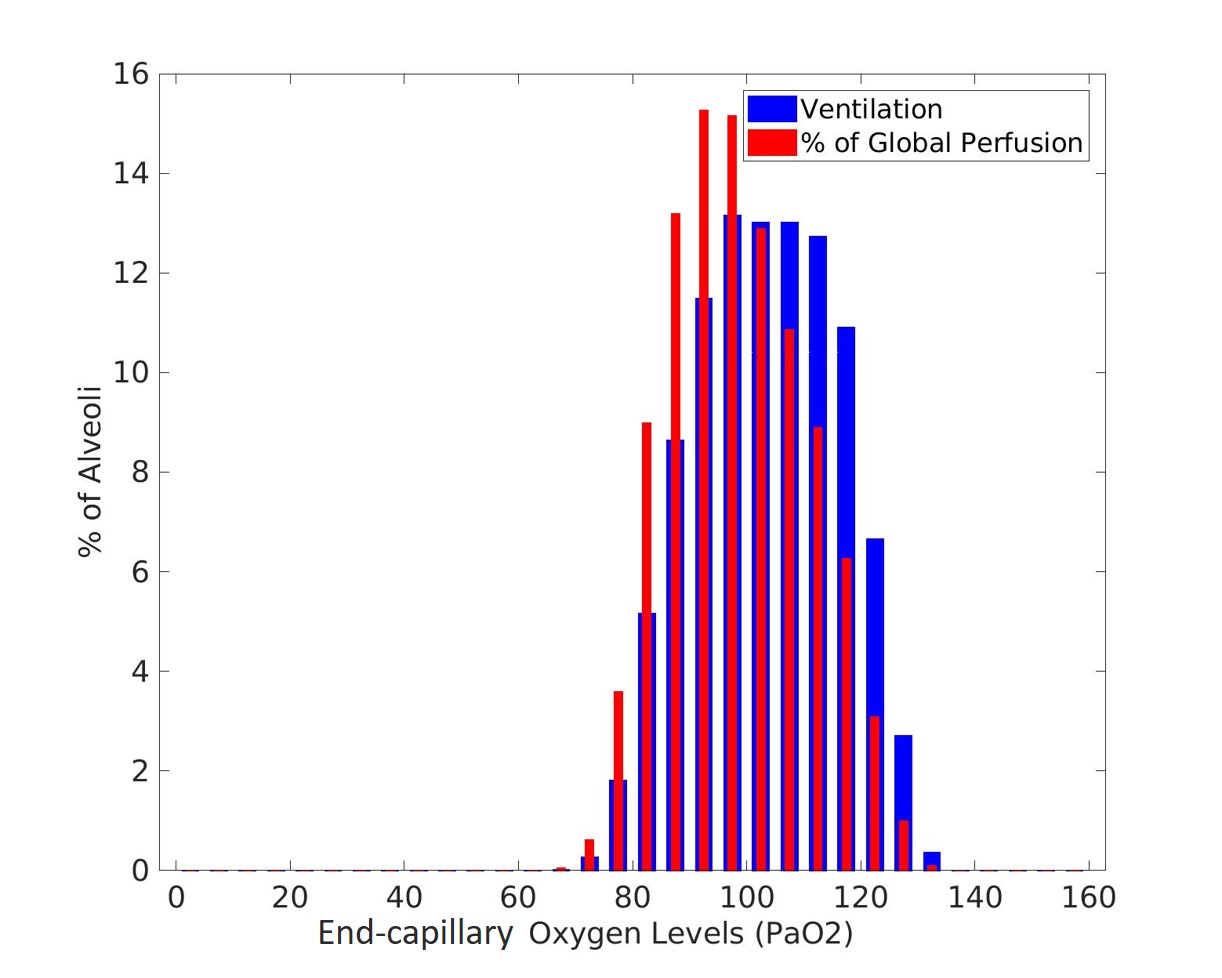 16
14
12
10
8
6
4
2
0
% of Alveoli
Ventilation
% of Global Perfusion
0 20 40 60 80 100 120 140 160
End-capillary Oxygen Levels (PaO2)